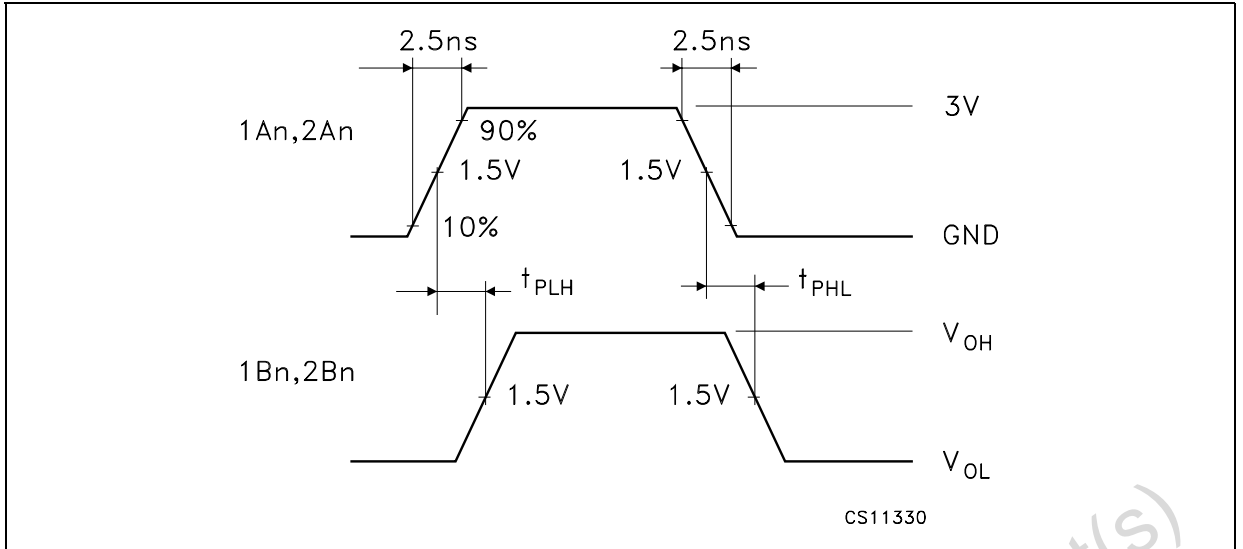 2.5ns 2.5ns
3V
1An,2An 90%
1.5V 1.5V
10% GND
tPLH tPHL
VOH
1Bn,2Bn
1.5V 1.5V
VOL
CS11330
t(s)